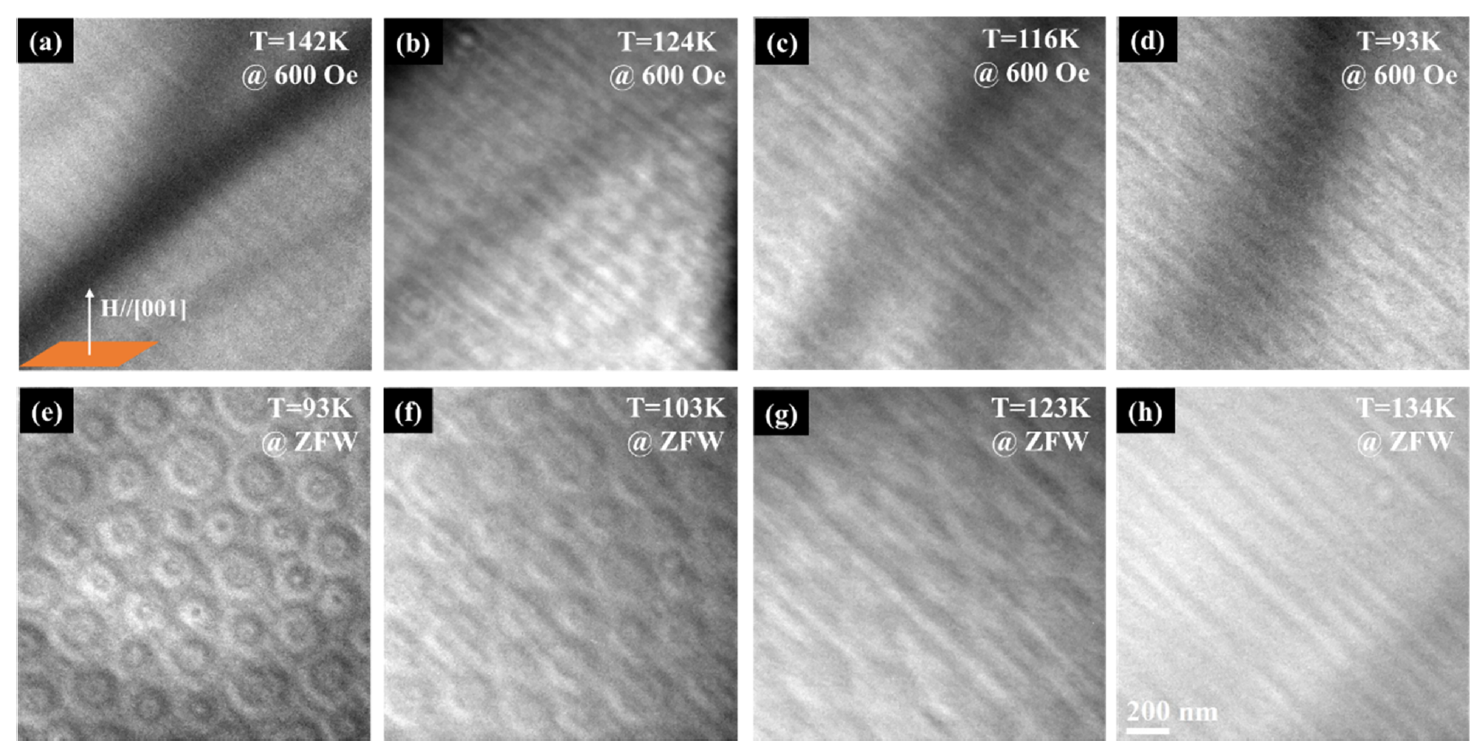 (a)
T=142K
@ 600 Oe
H//[001]
(b)
T=124K
@ 600 Oe
(c)
T=116K
@ 600 Oe
(d)
T=93K
@ 600 Oe
(e)
T=93K
@ ZFW
(f)
T=103K
@ ZFW
(g)
T=123K
@ ZFW
(h)
T=134K
@ ZFW
200 nm